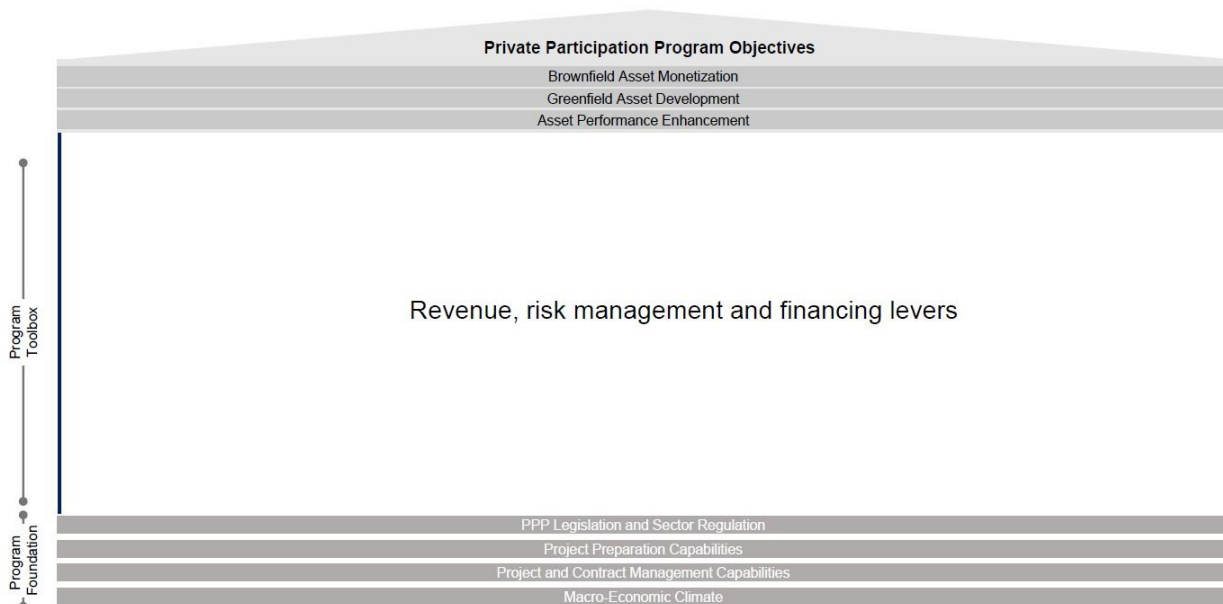 Private Participation Program Objectives
Brownfield Asset Monetization
Greenfield Asset Development
Asset Performance Enhancement
Program
Toolbox
Revenue, risk management and financing levers
Program
Foundation
PPP Legislation and Sector Regulation
Project Preparation Capabilities
Project and Contract Management Capabilities
Macro-Economic Climate